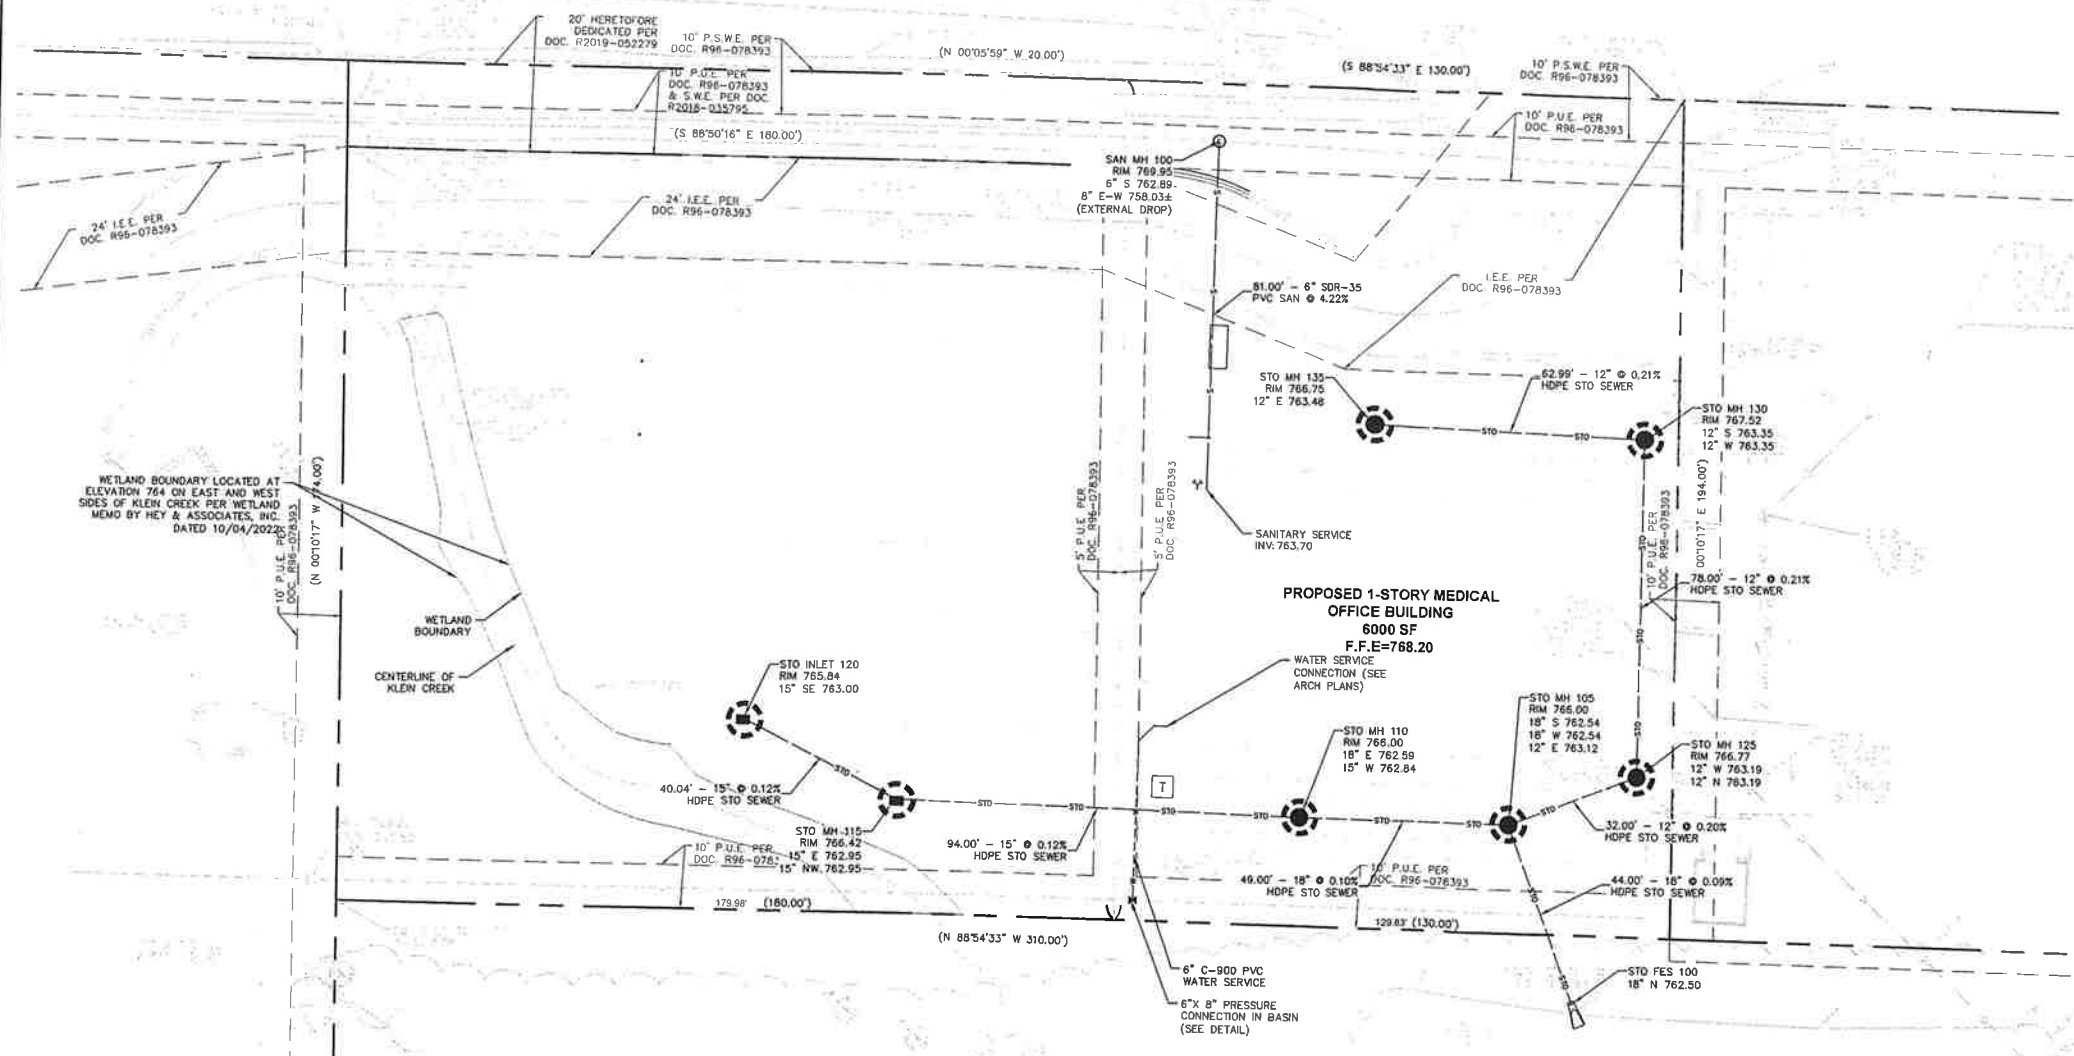 20' HERETOFORE
DEDICATED PER
DOC. R2019-052279
10' P.S.W.E. PER
DOC. R96-078393
10' P.U.E. PER
DOC. R96-078393
& S.W.E. PER DOC.
R2018-035795
(N 00°05'59" W 20.00')
(S 88°54'33" E 130.00')
10' P.S.W.E. PER
DOC. R96-078393
10' P.U.E. PER
DOC. R96-078393
(S 88°50'16" E 180.00')
24' I.E.E. PER
DOC. R96-078393
24' I.E.E. PER
DOC. R96-078393
SAN MH 100
RIM 769.95
6" S 762.89
8" E-W 758.03±
(EXTERNAL DROP)
I.E.E. PER
DOC. R96-078393
81.00' - 6" SDR-35
PVC SAN @ 4.22%
STO MH 135
RIM 766.75
12" E 763.48
62.99' - 12" @ 0.21%
HDPE STO SEWER
STO MH 130
RIM 767.52
12" S 763.35
12" W 763.35
WETLAND BOUNDARY LOCATED AT
ELEVATION 764 ON EAST AND WEST
SIDES OF KLEIN CREEK PER WETLAND
MEMO BY HEY & ASSOCIATES, INC.
DATED 10/04/2022
10' P.U.E. PER
DOC. R96-078393
(N 00°10'17" W 174.00')
5' P.U.E. PER
DOC. R96-078393
5' P.U.E. PER
DOC. R96-078393
SANITARY SERVICE
INV: 763.70
10' P.U.E. PER
DOC. R96-078393
00°10'17" E 194.00')
78.00' - 12" @ 0.21%
HDPE STO SEWER
PROPOSED 1-STORY MEDICAL
OFFICE BUILDING
6000 SF
F.F.E=768.20
WETLAND
BOUNDARY
CENTERLINE OF
KLEIN CREEK
STO INLET 120
RIM 765.84
15" SE 763.00
WATER SERVICE
CONNECTION (SEE
ARCH PLANS)
STO MH 110
RIM 766.00
18" E 762.59
15" W 762.84
STO MH 105
RIM 766.00
18" S 762.54
18" W 762.54
12" E 763.12
STO MH 125
RIM 766.77
12" W 763.19
12" N 763.19
T
40.04' - 15" @ 0.12%
HDPE STO SEWER
STO MH 115
RIM 766.42
15" E 762.95
15" NW 762.95
10' P.U.E. PER
DOC. R96-078
94.00' - 15" @ 0.12%
HDPE STO SEWER
32.00' - 12" @ 0.20%
HDPE STO SEWER
49.00' - 18" @ 0.10%
HDPE STO SEWER
10' P.U.E. PER
DOC. R96-078393
44.00' - 18" @ 0.09%
HDPE STO SEWER
179.98' (180.00')
129.83' (130.00')
(N 88°54'33" W 310.00')
6" C-900 PVC
WATER SERVICE
6"X 8" PRESSURE
CONNECTION IN BASIN
(SEE DETAIL)
STO FES 100
18" N 762.50